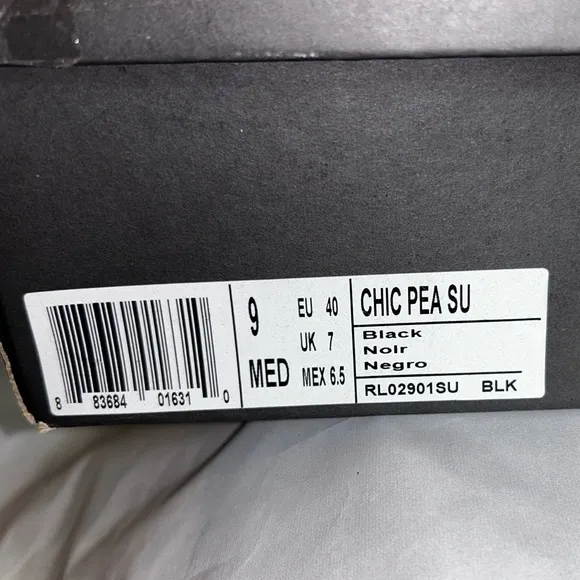 8 83684 01631 0
9
MED
EU 40
UK 7
MEX 6.5
CHIC PEA SU
Black
Noir
Negro
RL02901SU BLK